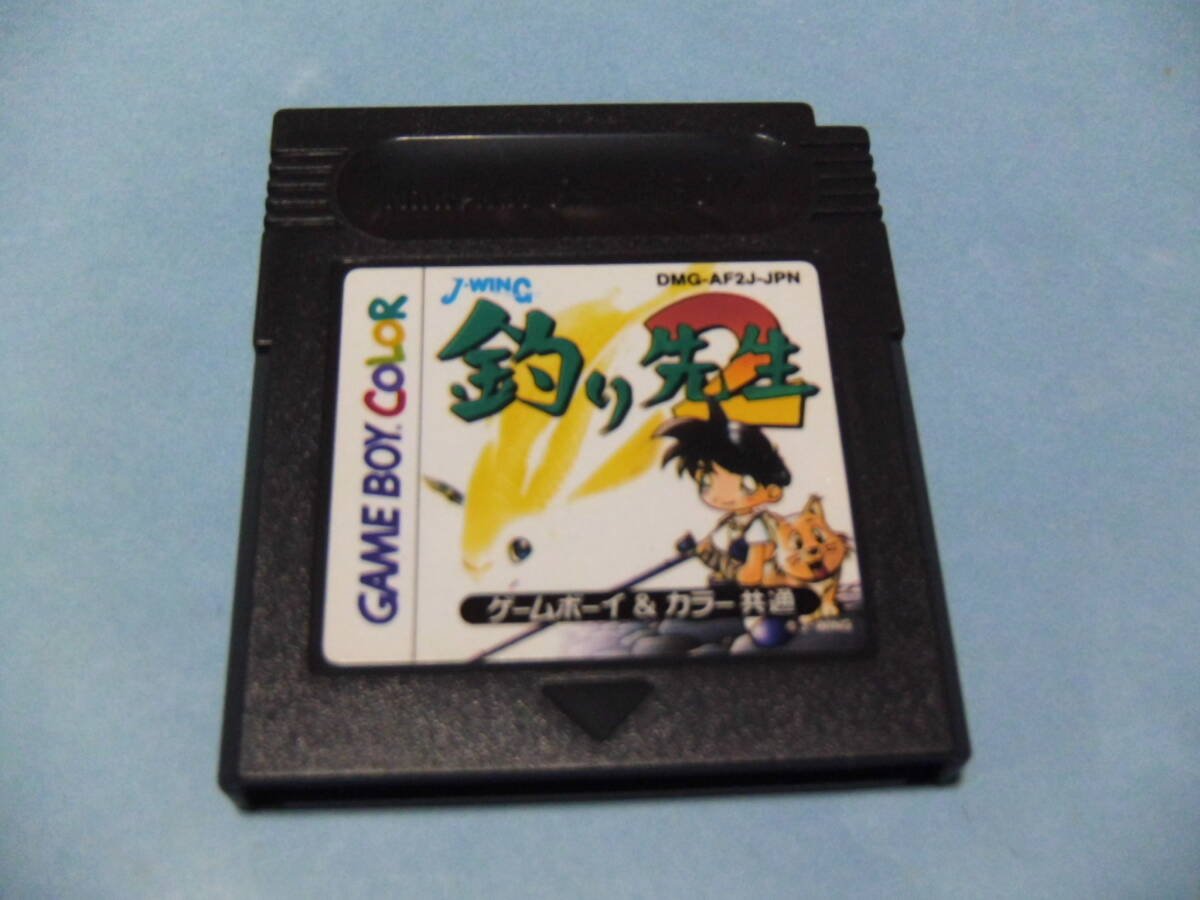 J·WING
DMG-AF2J-JPN
釣り先生
2
GAME BOY COLOR
ゲームボーイ & カラー 共通